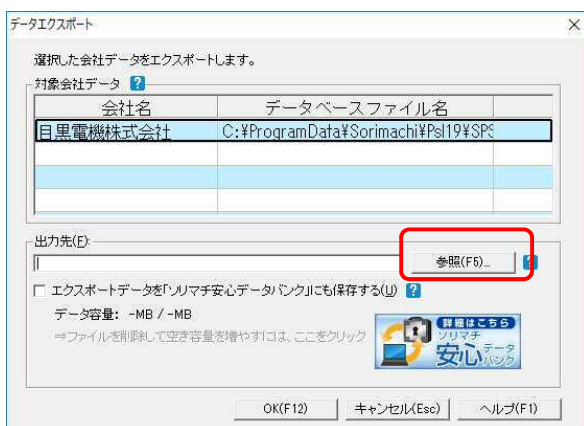 データエクスポート
選択した会社データをエクスポートします。
対象会社データ ?
会社名 データベースファイル名
目黒電機株式会社 C:¥ProgramData¥Sorimachi¥Psl19¥SPS
出力先(F):
参照(F5)... ?
エクスポートデータを「ソリマチ安心データバンク」にも保存する(U) ?
データ容量: -MB / -MB
⇒ファイルを削除して空き容量を増やすには、ここをクリック
詳細はこちら
ソリマチ
安心データバンク
OK(F12) キャンセル(Esc) ヘルプ(F1)